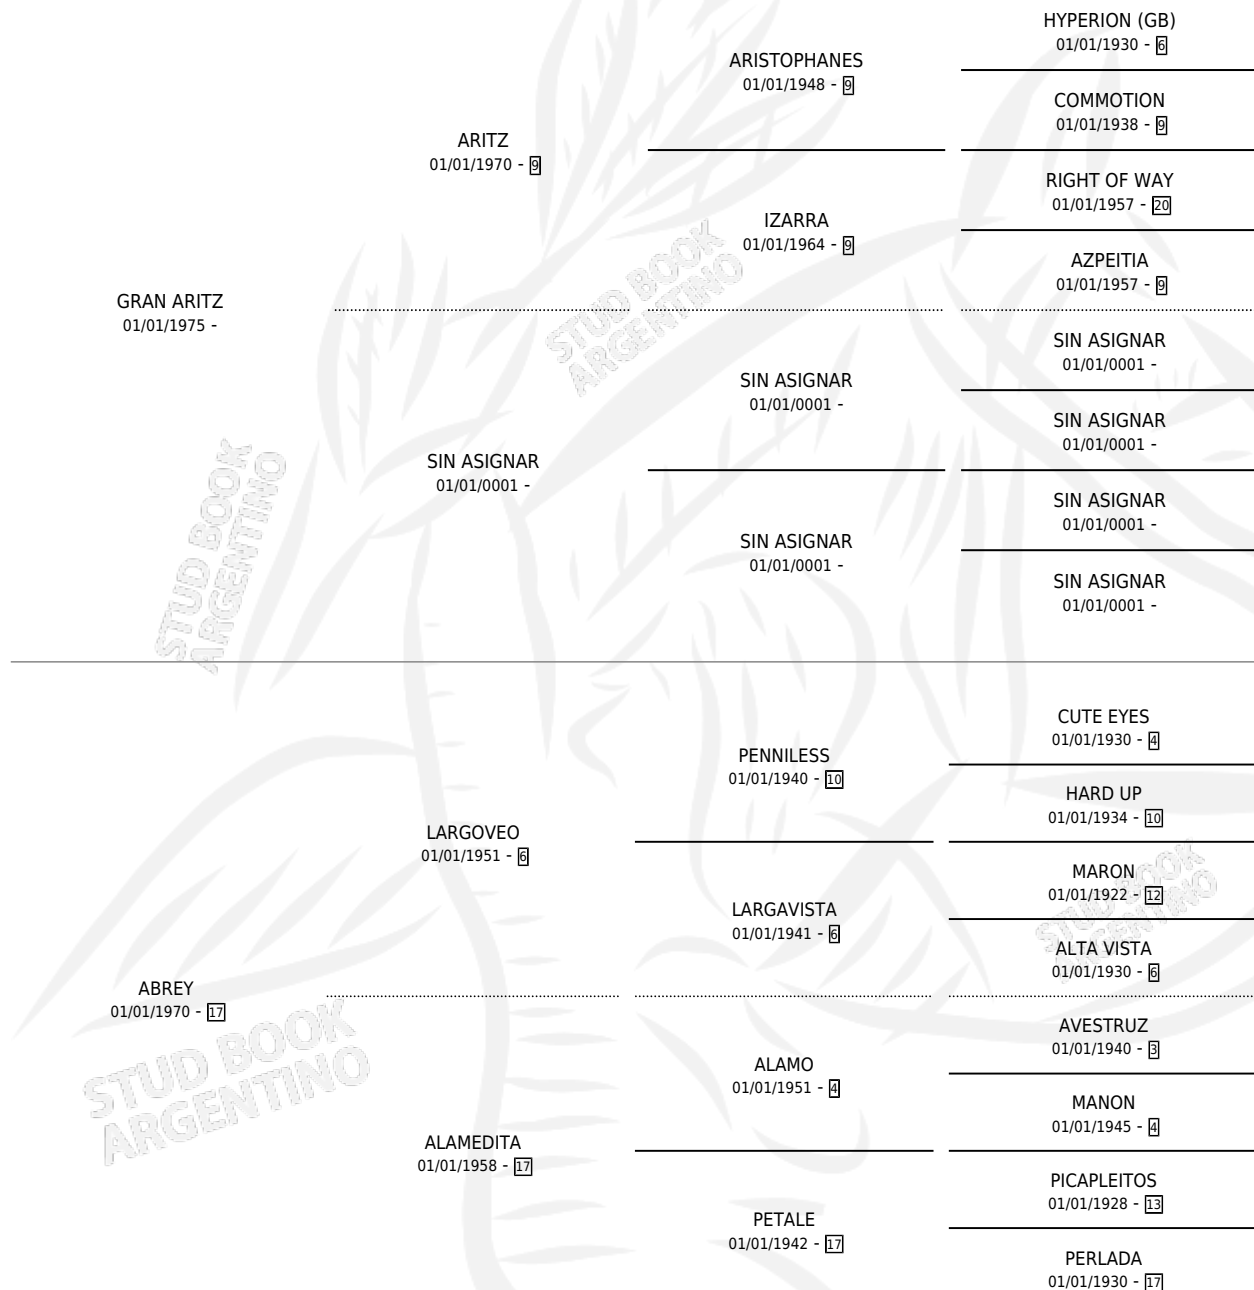 HYPERION (GB)
01/01/1930 - 6
ARISTOPHANES
01/01/1948 - 9
COMMOTION
01/01/1938 - 9
ARITZ
01/01/1970 - 9
RIGHT OF WAY
01/01/1957 - 20
IZARRA
01/01/1964 - 9
AZPEITIA
01/01/1957 - 9
GRAN ARITZ
01/01/1975 -
SIN ASIGNAR
01/01/0001 -
SIN ASIGNAR
01/01/0001 -
SIN ASIGNAR
01/01/0001 -
SIN ASIGNAR
01/01/0001 -
SIN ASIGNAR
01/01/0001 -
SIN ASIGNAR
01/01/0001 -
SIN ASIGNAR
01/01/0001 -
STUD BOOK
ARGENTINO
STUD BOOK
ARGENTINO
CUTE EYES
01/01/1930 - 4
PENNILESS
01/01/1940 - 10
HARD UP
01/01/1934 - 10
LARGOVEO
01/01/1951 - 6
MARON
01/01/1922 - 12
LARGAVISTA
01/01/1941 - 6
ALTA VISTA
01/01/1930 - 6
STUD BOOK
ARGENTINO
ABREY
01/01/1970 - 17
AVESTRUZ
01/01/1940 - 3
ALAMO
01/01/1951 - 4
MANON
01/01/1945 - 4
STUD BOOK
ARGENTINO
ALAMEDITA
01/01/1958 - 17
PICAPLEITOS
01/01/1928 - 13
PETALE
01/01/1942 - 17
PERLADA
01/01/1930 - 17